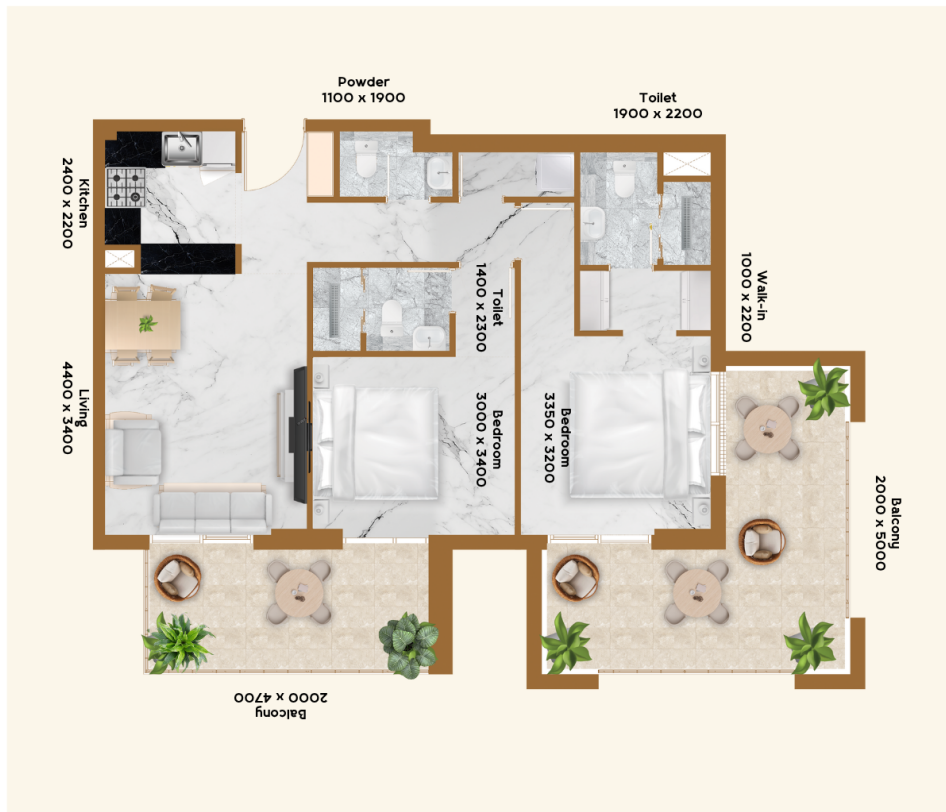 Powder
1100 x 1900
Toilet
1900 x 2200
Kitchen
2400 x 2200
Toilet
1400 x 2300
Walk-in
1000 x 2200
Living
4400 x 3400
Bedroom
3000 x 3400
Bedroom
3350 x 3200
Balcony
2000 x 5000
Balcony
2000 x 4700